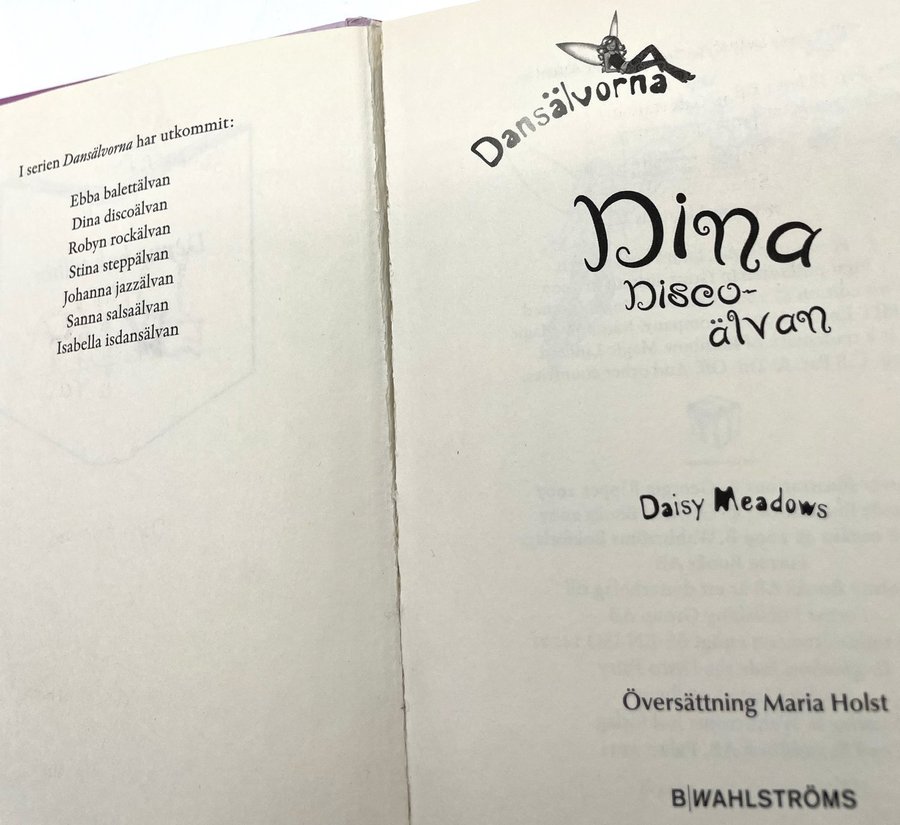 I serien Dansälvorna har utkommit:
Ebba balettälvan
Dina discoälvan
Robyn rockälvan
Stina steppälvan
Johanna jazzälvan
Sanna salsaälvan
Isabella isdansälvan
Dansälvorna
Dina
Disco-
älvan
Daisy Meadows
Översättning Maria Holst
B|WAHLSTRÖMS